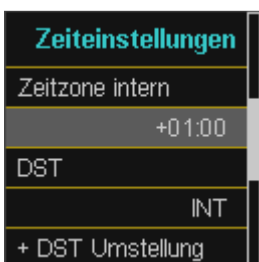 Zeiteinstellungen
Zeitzone intern
+01:00
DST
INT
+ DST Umstellung